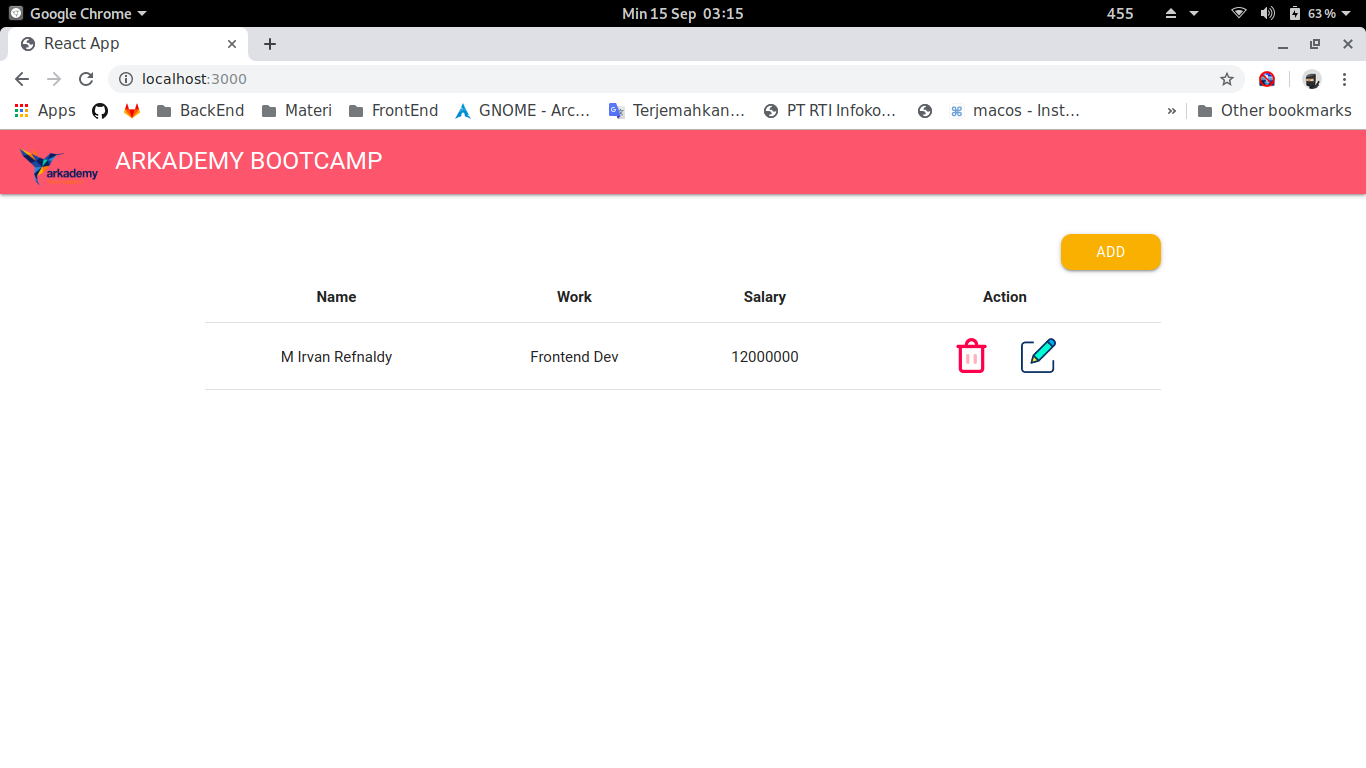 Google Chrome Min 15 Sep 03:15 455 63 %
React App
localhost:3000
Apps BackEnd Materi FrontEnd GNOME - Arc... Terjemahkan... PT RTI Infoko... macos - Inst... » Other bookmarks
arkademy ARKADEMY BOOTCAMP
ADD
Name Work Salary Action
M Irvan Refnaldy Frontend Dev 12000000